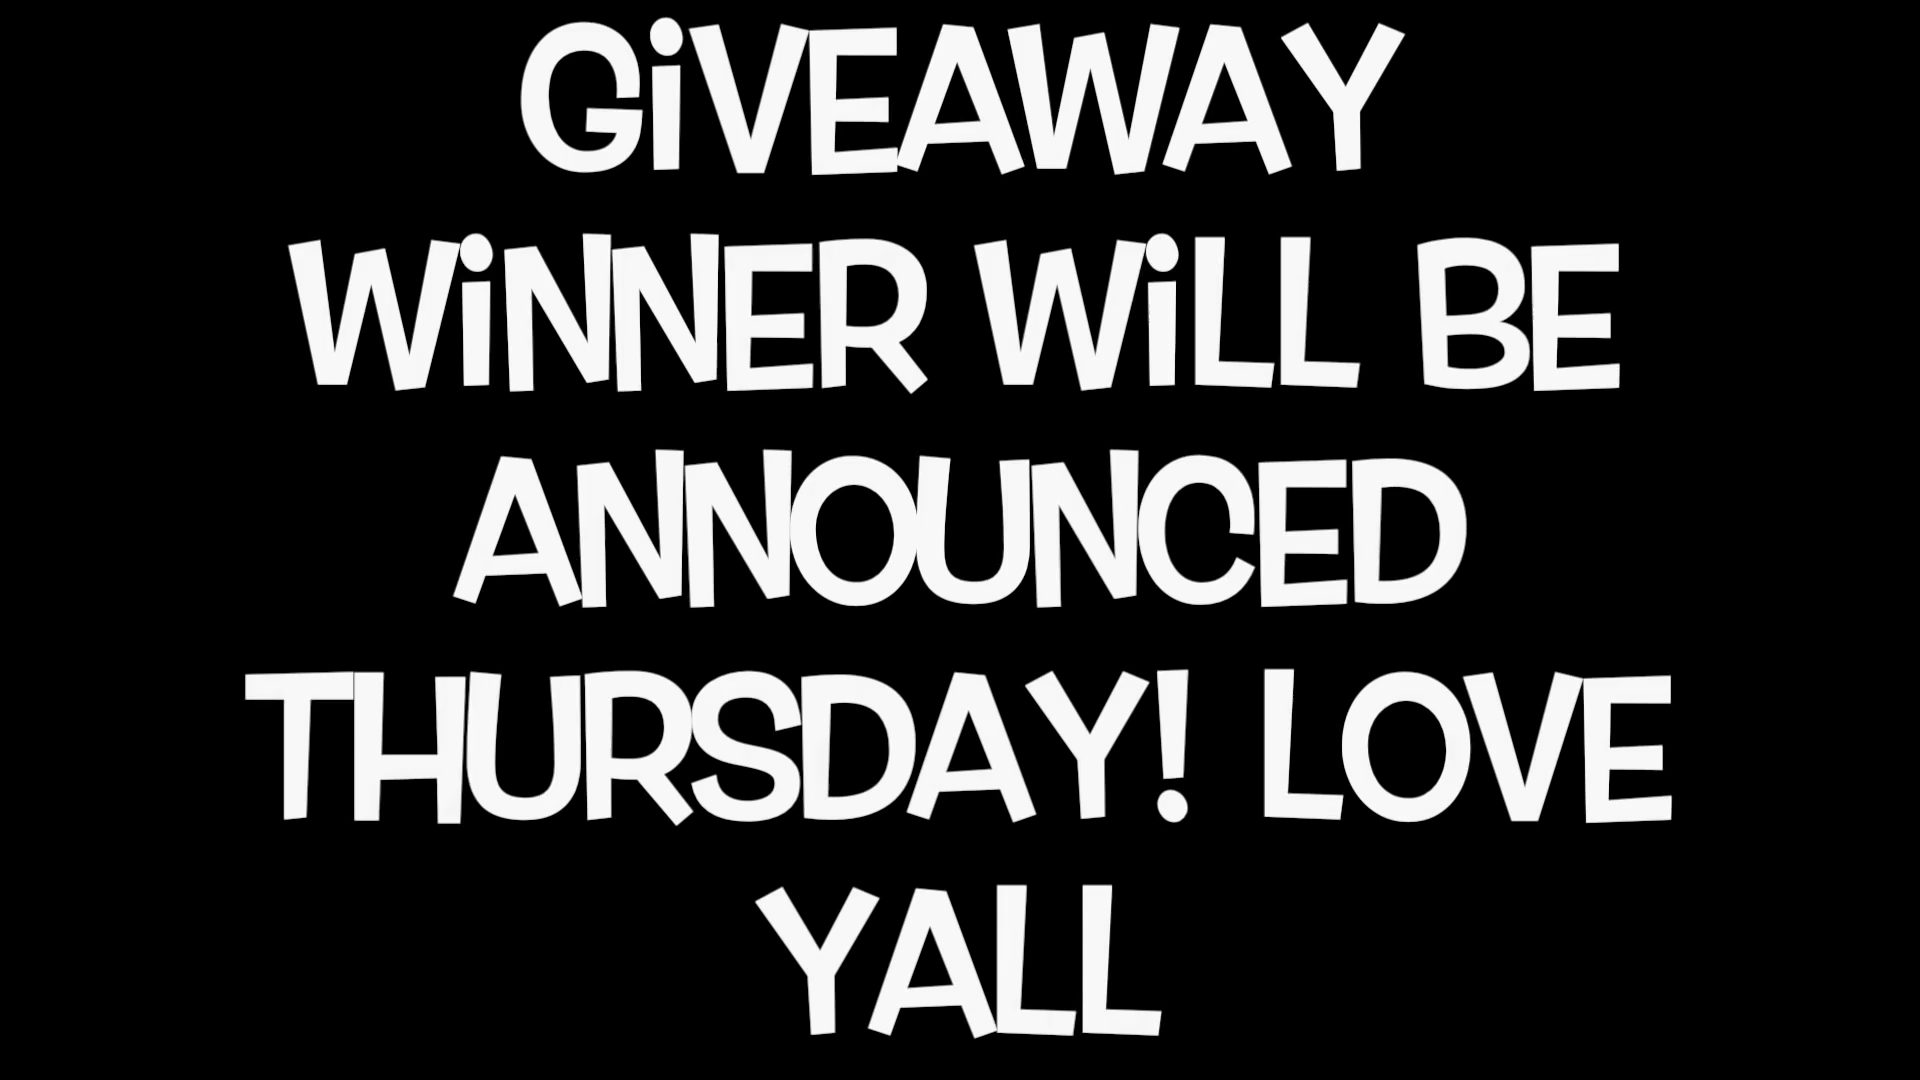 GiVEAWAY
WiNNER WiLL BE
ANNOUNCED
THURSDAY! LOVE
YALL